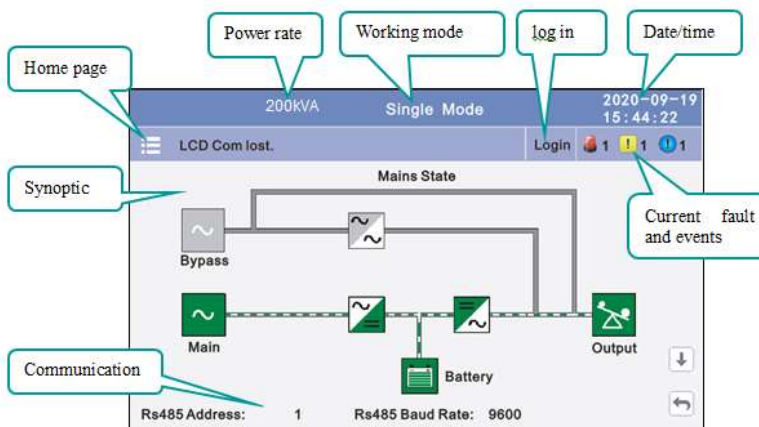 Power rate
Working mode
log in
Date/time
Home page
200kVA
Single Mode
2020-09-19
15:44:22
LCD Com lost.
Login
1
! 1
! 1
Mains State
Synoptic
Current fault
and events
Bypass
Main
Output
Battery
Communication
Rs485 Address: 1
Rs485 Baud Rate: 9600